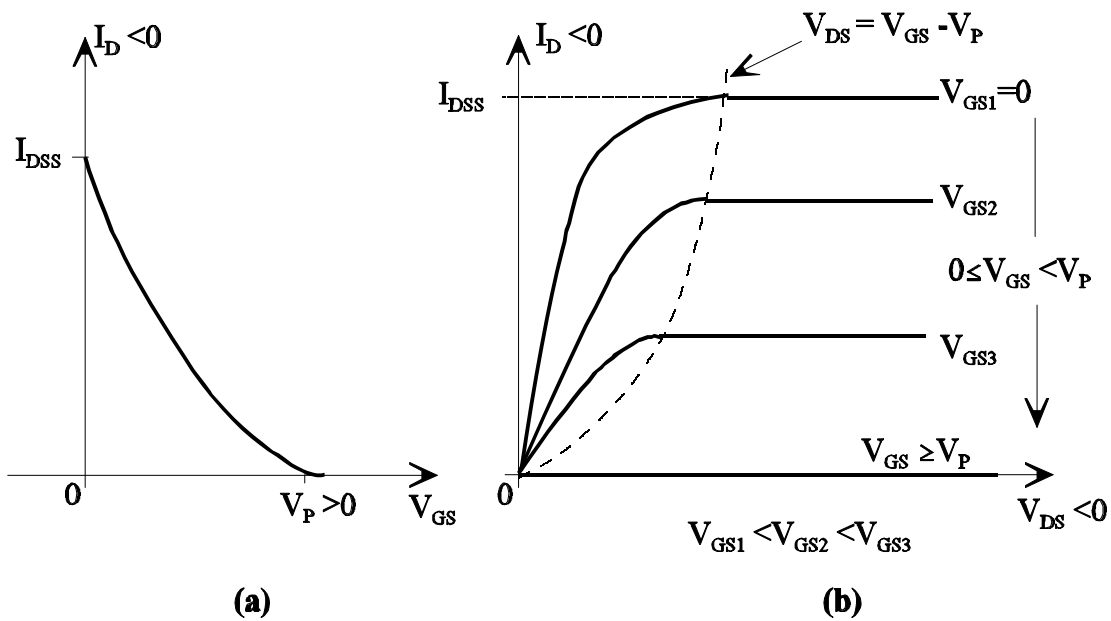 I_D <0
I_DSS
0
V_P >0
V_GS
(a)
I_D <0
V_DS = V_GS -V_P
I_DSS
V_GS1=0
V_GS2
0≤V_GS <V_P
V_GS3
V_GS ≥V_P
0
V_DS <0
V_GS1 <V_GS2 <V_GS3
(b)